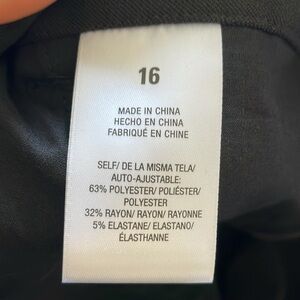 16
MADE IN CHINA
HECHO EN CHINA
FABRIQUÉ EN CHINE
SELF/ DE LA MISMA TELA/
AUTO-AJUSTABLE:
63% POLYESTER/ POLIÉSTER/
POLYESTER
32% RAYON/ RAYON/ RAYONNE
5% ELASTANE/ ELASTANO/
ÉLASTHANNE